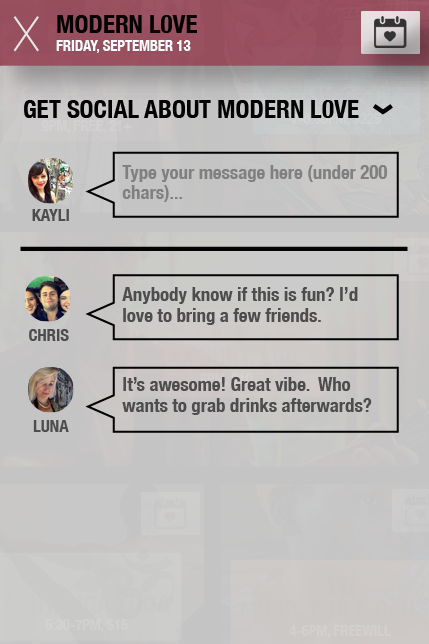 MODERN LOVE
FRIDAY, SEPTEMBER 13
GET SOCIAL ABOUT MODERN LOVE
Type your message here (under 200
chars)...
KAYLI
Anybody know if this is fun? I'd
love to bring a few friends.
CHRIS
It's awesome! Great vibe. Who
wants to grab drinks afterwards?
LUNA
5:30-7PM, $15
4-6PM, FREEWILL